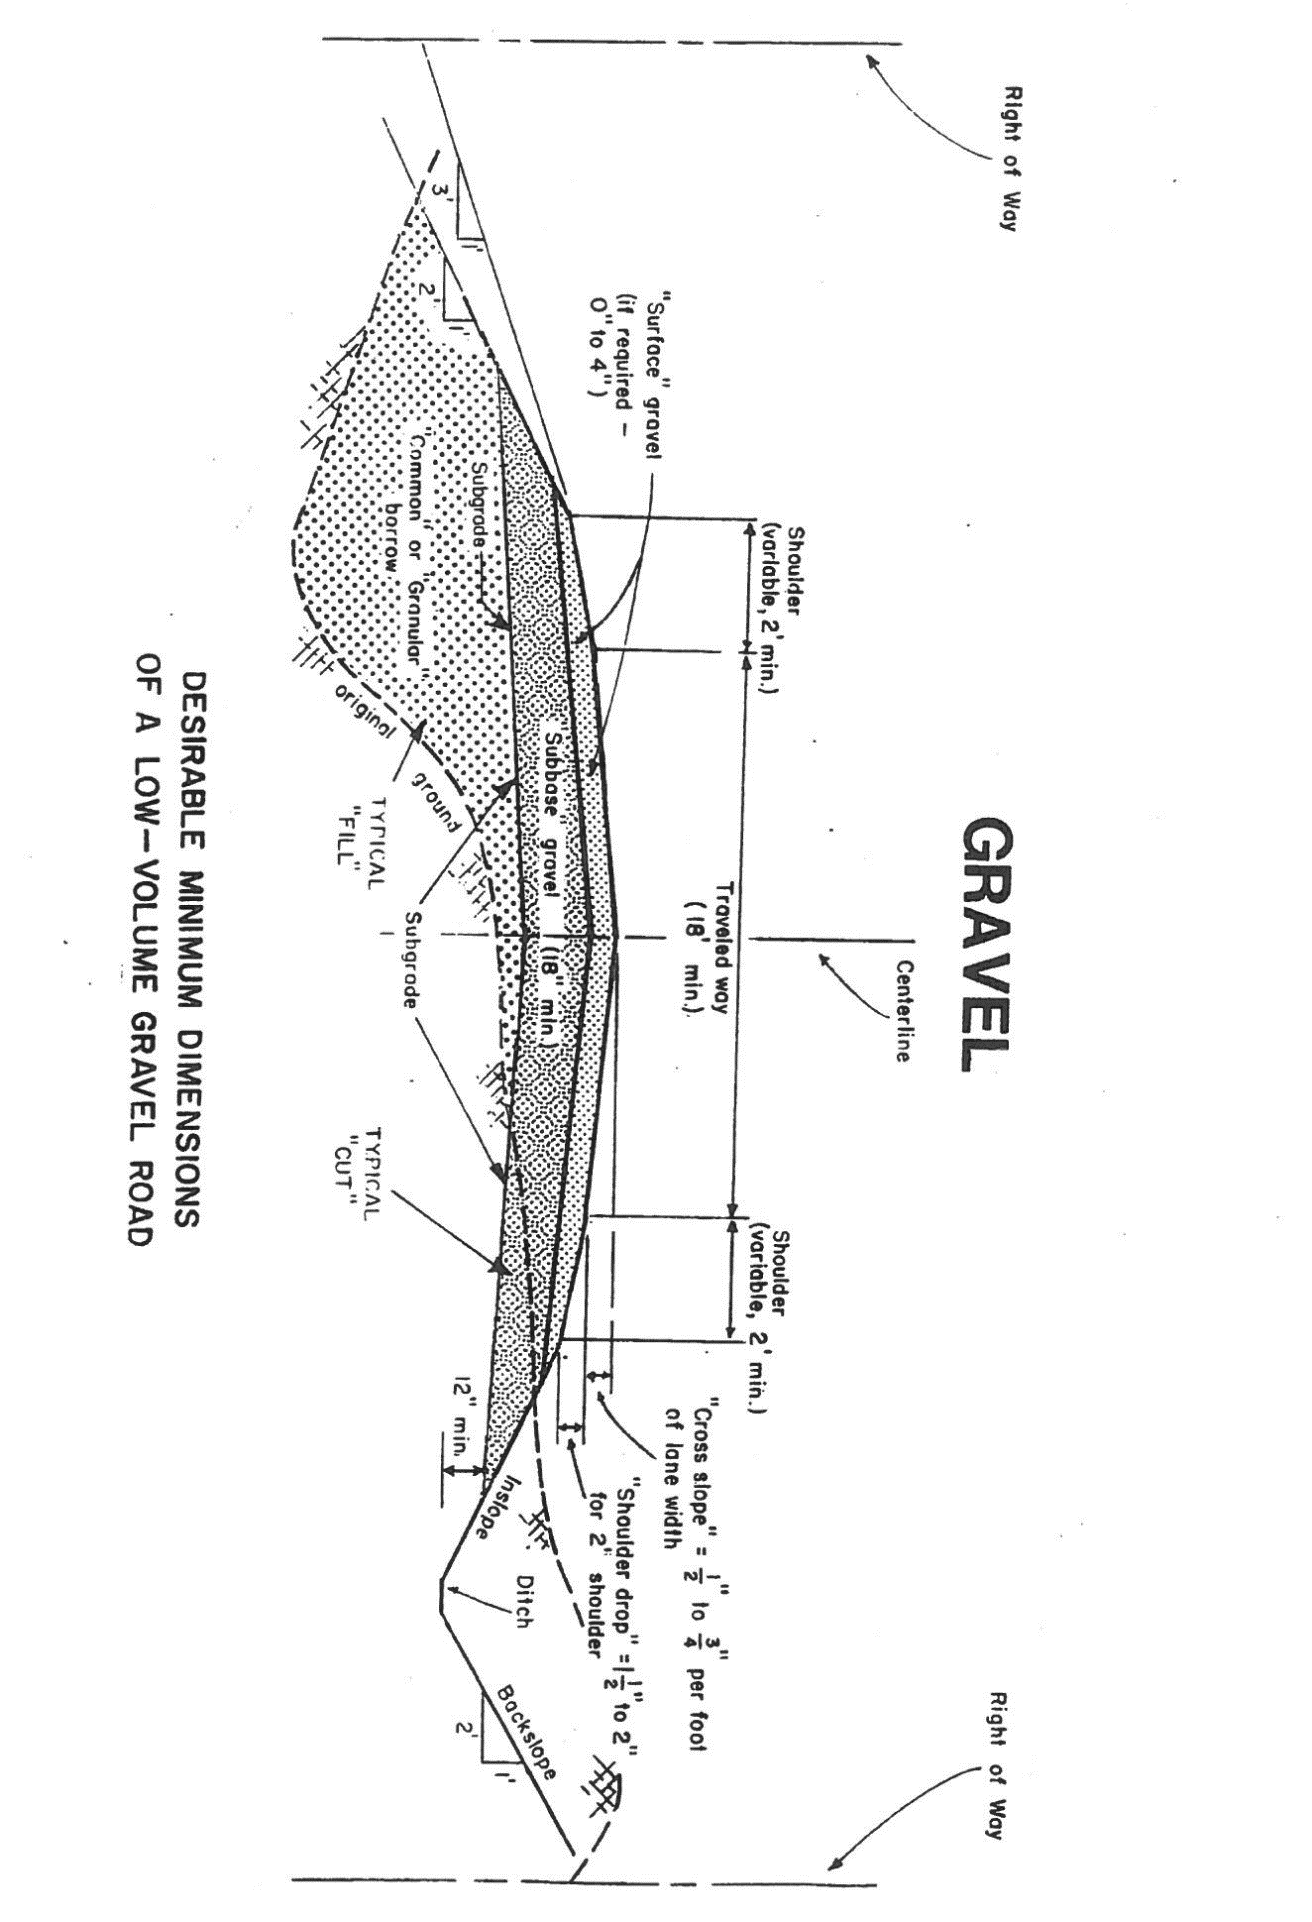 GRAVEL
Right of Way
Centerline
Right of Way
Shoulder
(variable, 2' min.)
Traveled way
(18' min.)
Shoulder
(variable, 2' min.)
"Surface" gravel
(if required –
0" to 4")
"Cross slope" = 1/2" to 3/4" per foot
of lane width
"Shoulder drop" = 1 1/2" to 2"
for 2" shoulder
3'
1'
2'
1'
Subbase gravel (18" min.)
Subgrade
"Common" or "Granular"
borrow
original ground
TYPICAL
"FILL"
Subgrade
TYPICAL
"CUT"
12" min.
Inslope
Ditch
Backslope
2'
1'
DESIRABLE MINIMUM DIMENSIONS
OF A LOW–VOLUME GRAVEL ROAD